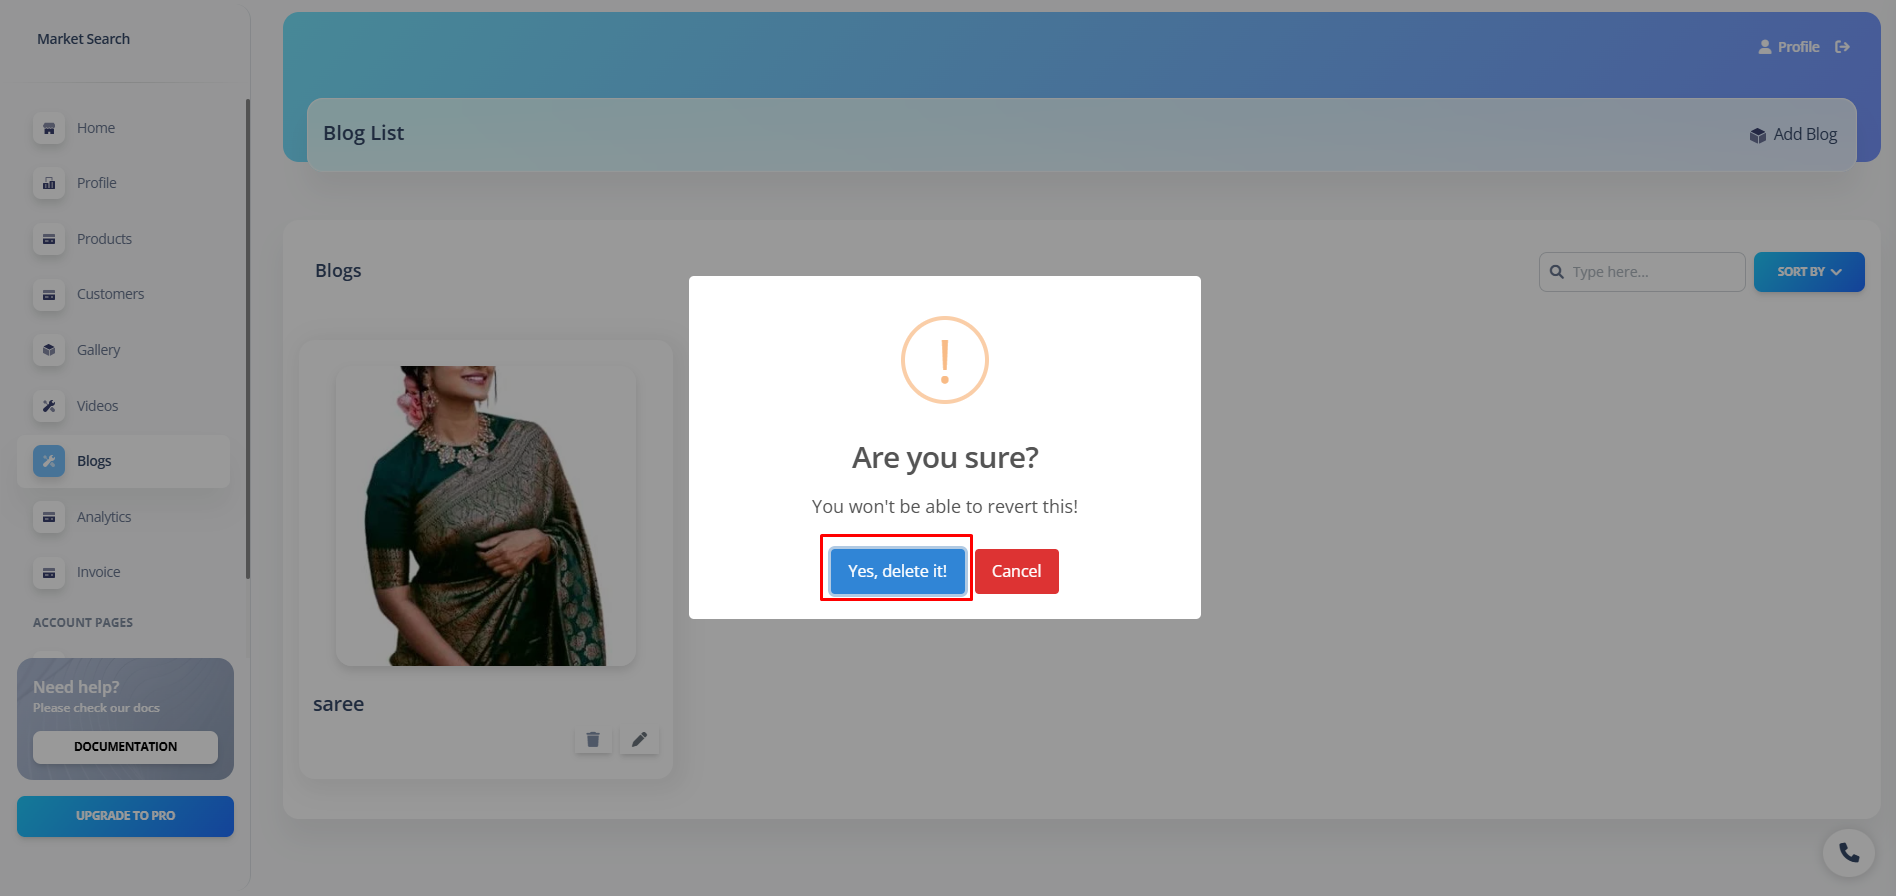 Market Search
Home
Profile
Products
Customers
Gallery
Videos
Blogs
Analytics
Invoice
ACCOUNT PAGES
Need help?
Please check our docs
DOCUMENTATION
UPGRADE TO PRO
Profile
Blog List
Add Blog
Blogs
Type here...
SORT BY
saree
Are you sure?
You won't be able to revert this!
Yes, delete it!
Cancel